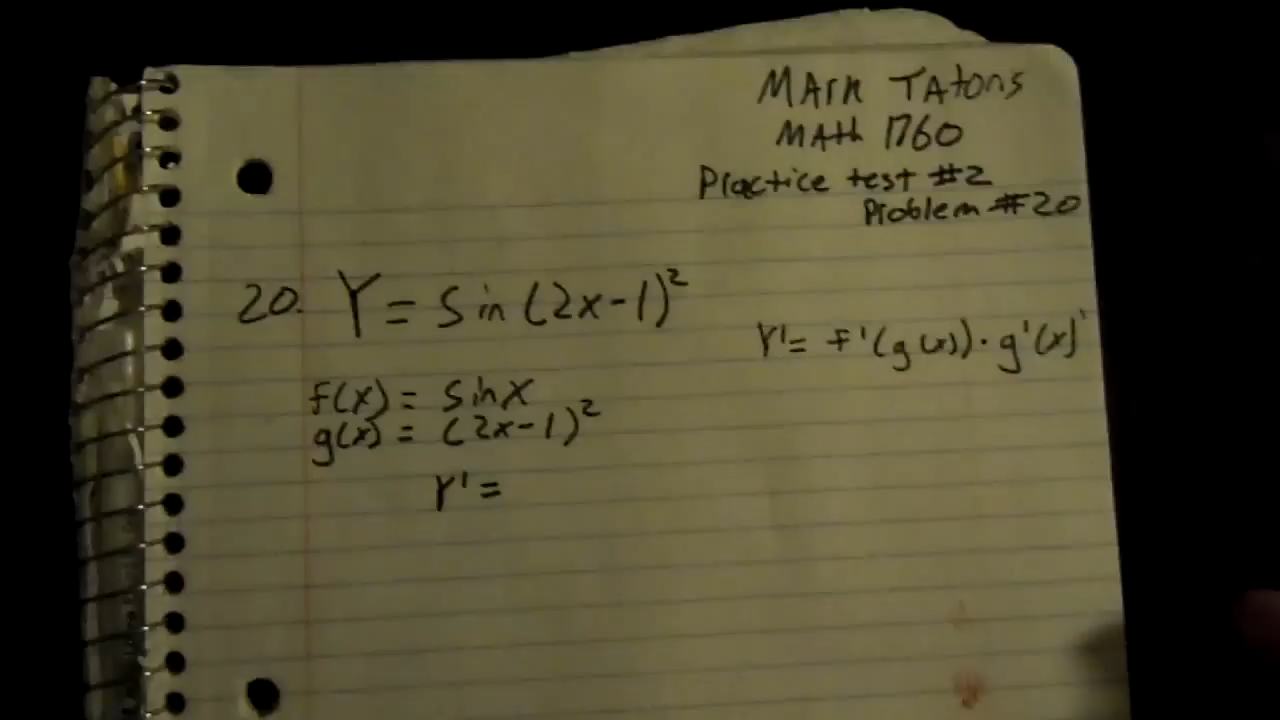 MArk TAtons
MAth 1760
Practice test #2
Problem #20
20. Y = Sin (2x-1)²
Y' = f'(g(x)) · g'(x)
f(x) = sin x
g(x) = (2x-1)²
Y' =